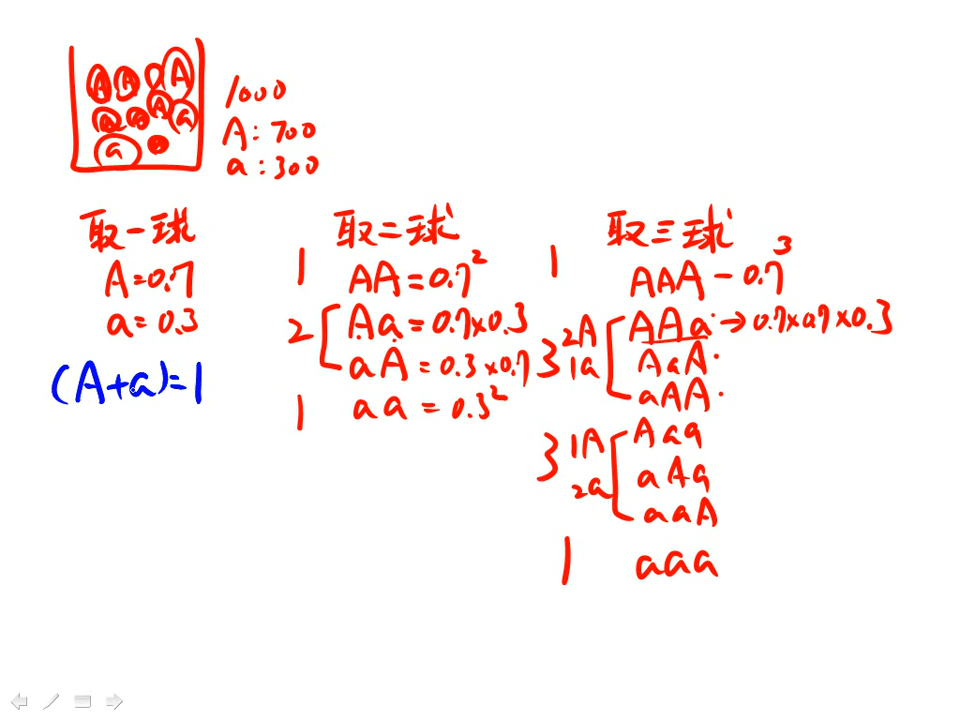 A A A
a a A a
a a
1000
A:700
a:300
取一球
A=0.7
a=0.3
(A+a)=1
取二球
1 AA=0.7²
2 Aa=0.7×0.3
aA=0.3×0.7
1 aa=0.3²
取三球
1 AAA-0.7³
3 2A 1a AAa→0.7×0.7×0.3
AaA
aAA
3 1A 2a Aaa
aAa
aaA
1 aaa